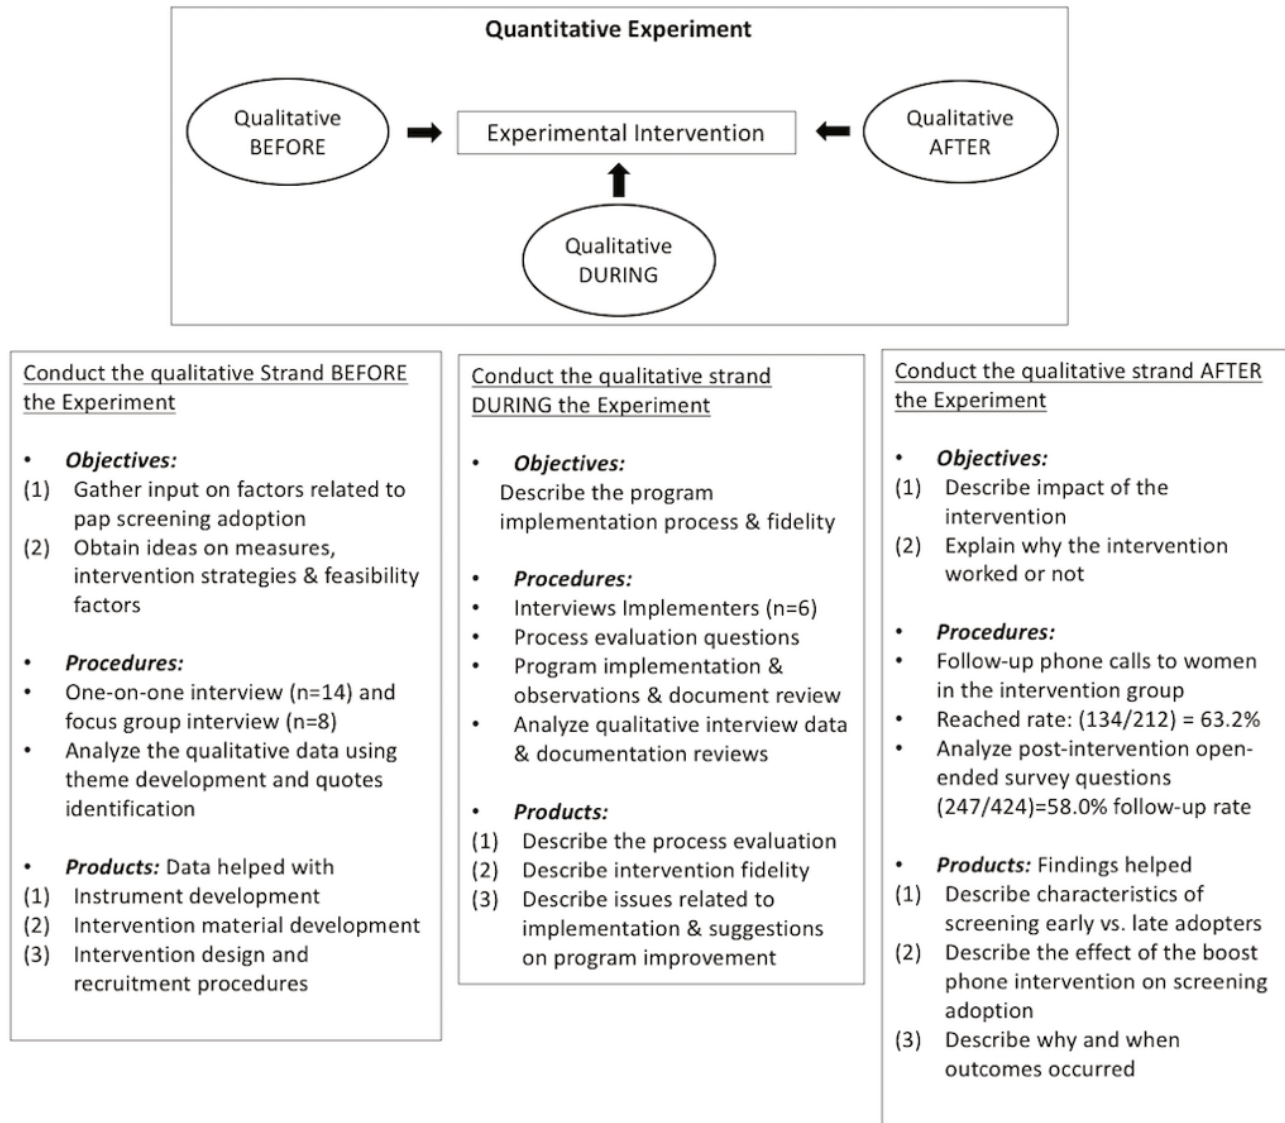 Quantitative Experiment
Qualitative
BEFORE
Experimental Intervention
Qualitative
AFTER
Qualitative
DURING
Conduct the qualitative Strand BEFORE
the Experiment
• Objectives:
(1) Gather input on factors related to
pap screening adoption
(2) Obtain ideas on measures,
intervention strategies & feasibility
factors
• Procedures:
• One-on-one interview (n=14) and
focus group interview (n=8)
• Analyze the qualitative data using
theme development and quotes
identification
• Products: Data helped with
(1) Instrument development
(2) Intervention material development
(3) Intervention design and
recruitment procedures
Conduct the qualitative strand
DURING the Experiment
• Objectives:
Describe the program
implementation process & fidelity
• Procedures:
• Interviews Implementers (n=6)
• Process evaluation questions
• Program implementation &
observations & document review
• Analyze qualitative interview data
& documentation reviews
• Products:
(1) Describe the process evaluation
(2) Describe intervention fidelity
(3) Describe issues related to
implementation & suggestions
on program improvement
Conduct the qualitative strand AFTER
the Experiment
• Objectives:
(1) Describe impact of the
intervention
(2) Explain why the intervention
worked or not
• Procedures:
• Follow-up phone calls to women
in the intervention group
• Reached rate: (134/212) = 63.2%
• Analyze post-intervention open-
ended survey questions
(247/424)=58.0% follow-up rate
• Products: Findings helped
(1) Describe characteristics of
screening early vs. late adopters
(2) Describe the effect of the boost
phone intervention on screening
adoption
(3) Describe why and when
outcomes occurred